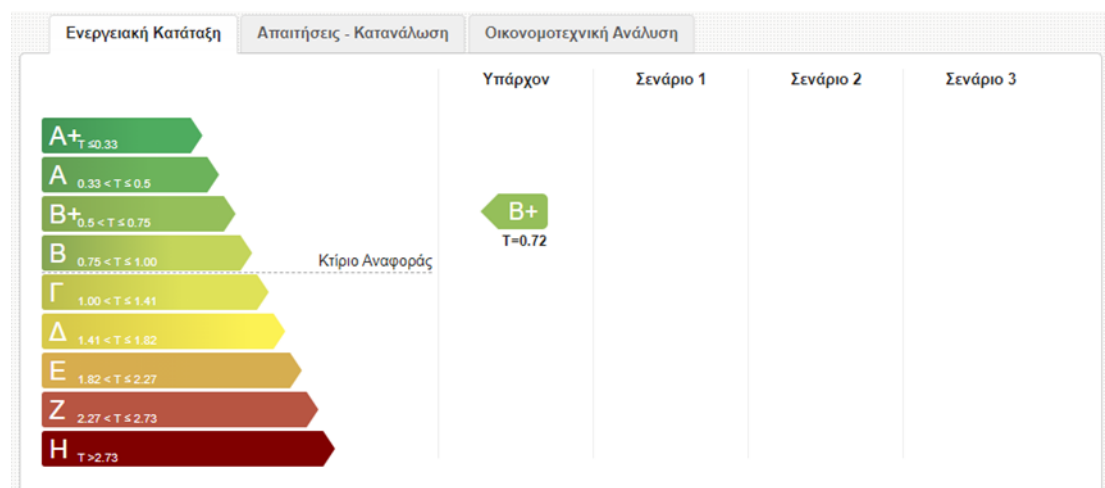 Ενεργειακή Κατάταξη Απαιτήσεις - Κατανάλωση Οικονομοτεχνική Ανάλυση
Υπάρχον Σενάριο 1 Σενάριο 2 Σενάριο 3
A+ T ≤0.33
A 0.33 < T ≤ 0.5
B+ 0.5 < T ≤ 0.75
B+
T=0.72
B 0.75 < T ≤ 1.00
Κτίριο Αναφοράς
Γ 1.00 < T ≤ 1.41
Δ 1.41 < T ≤ 1.82
E 1.82 < T ≤ 2.27
Z 2.27 < T ≤ 2.73
H T >2.73